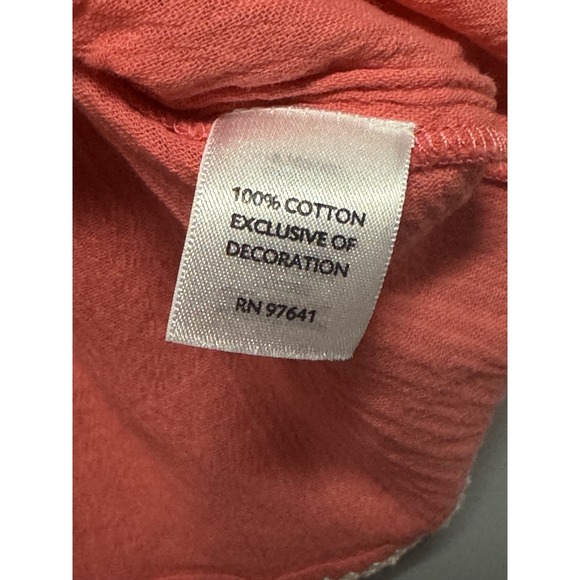 100% COTTON
EXCLUSIVE OF
DECORATION
RN 97641